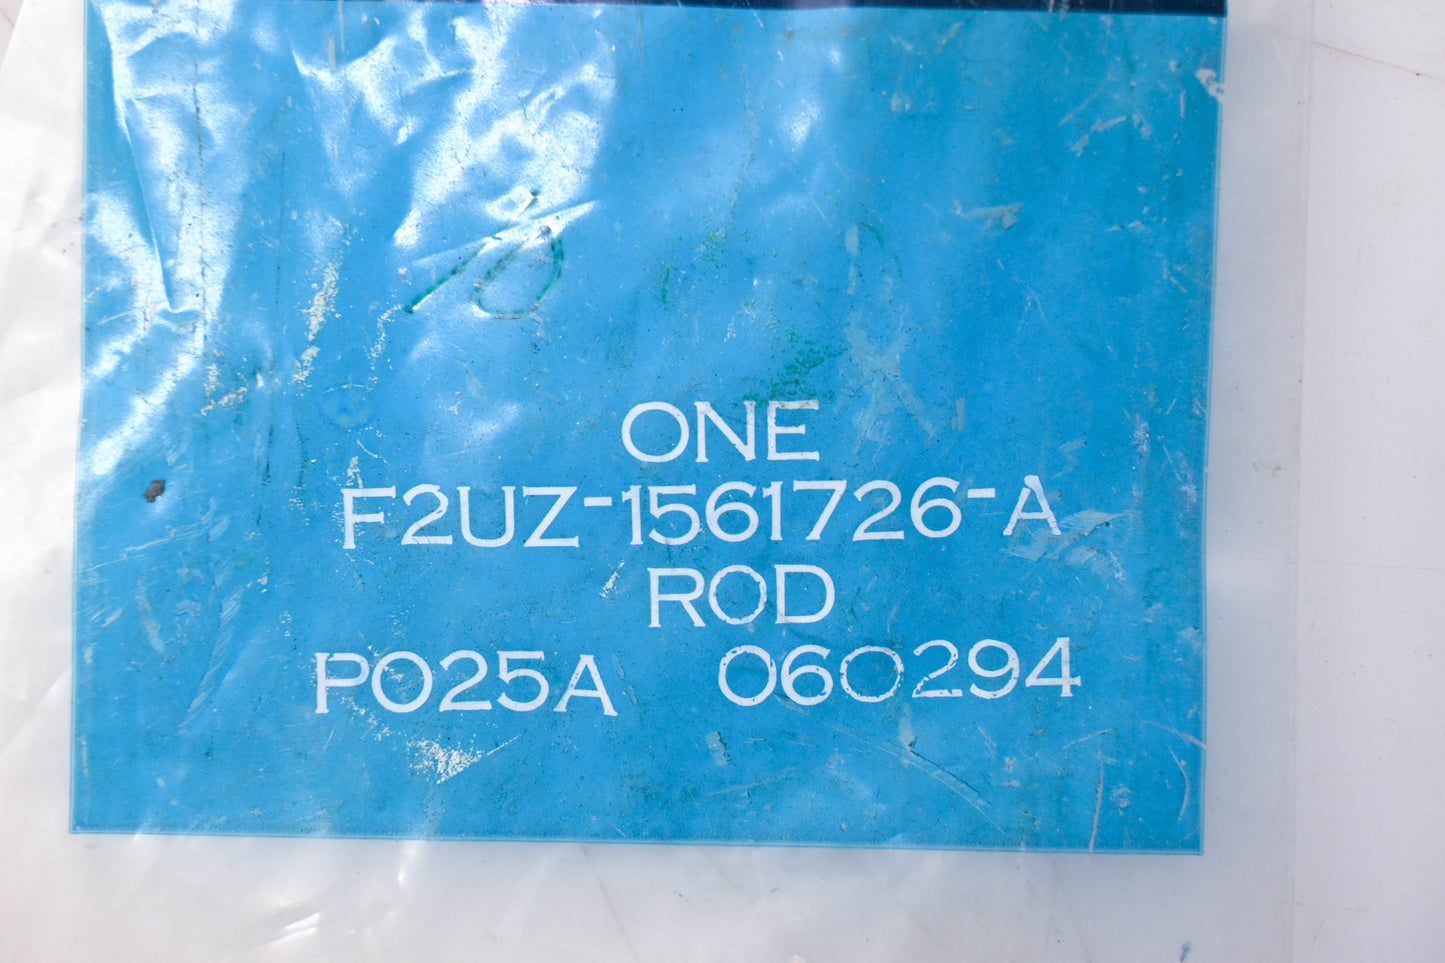 ONE
F2UZ-1561726-A
ROD
P025A 060294